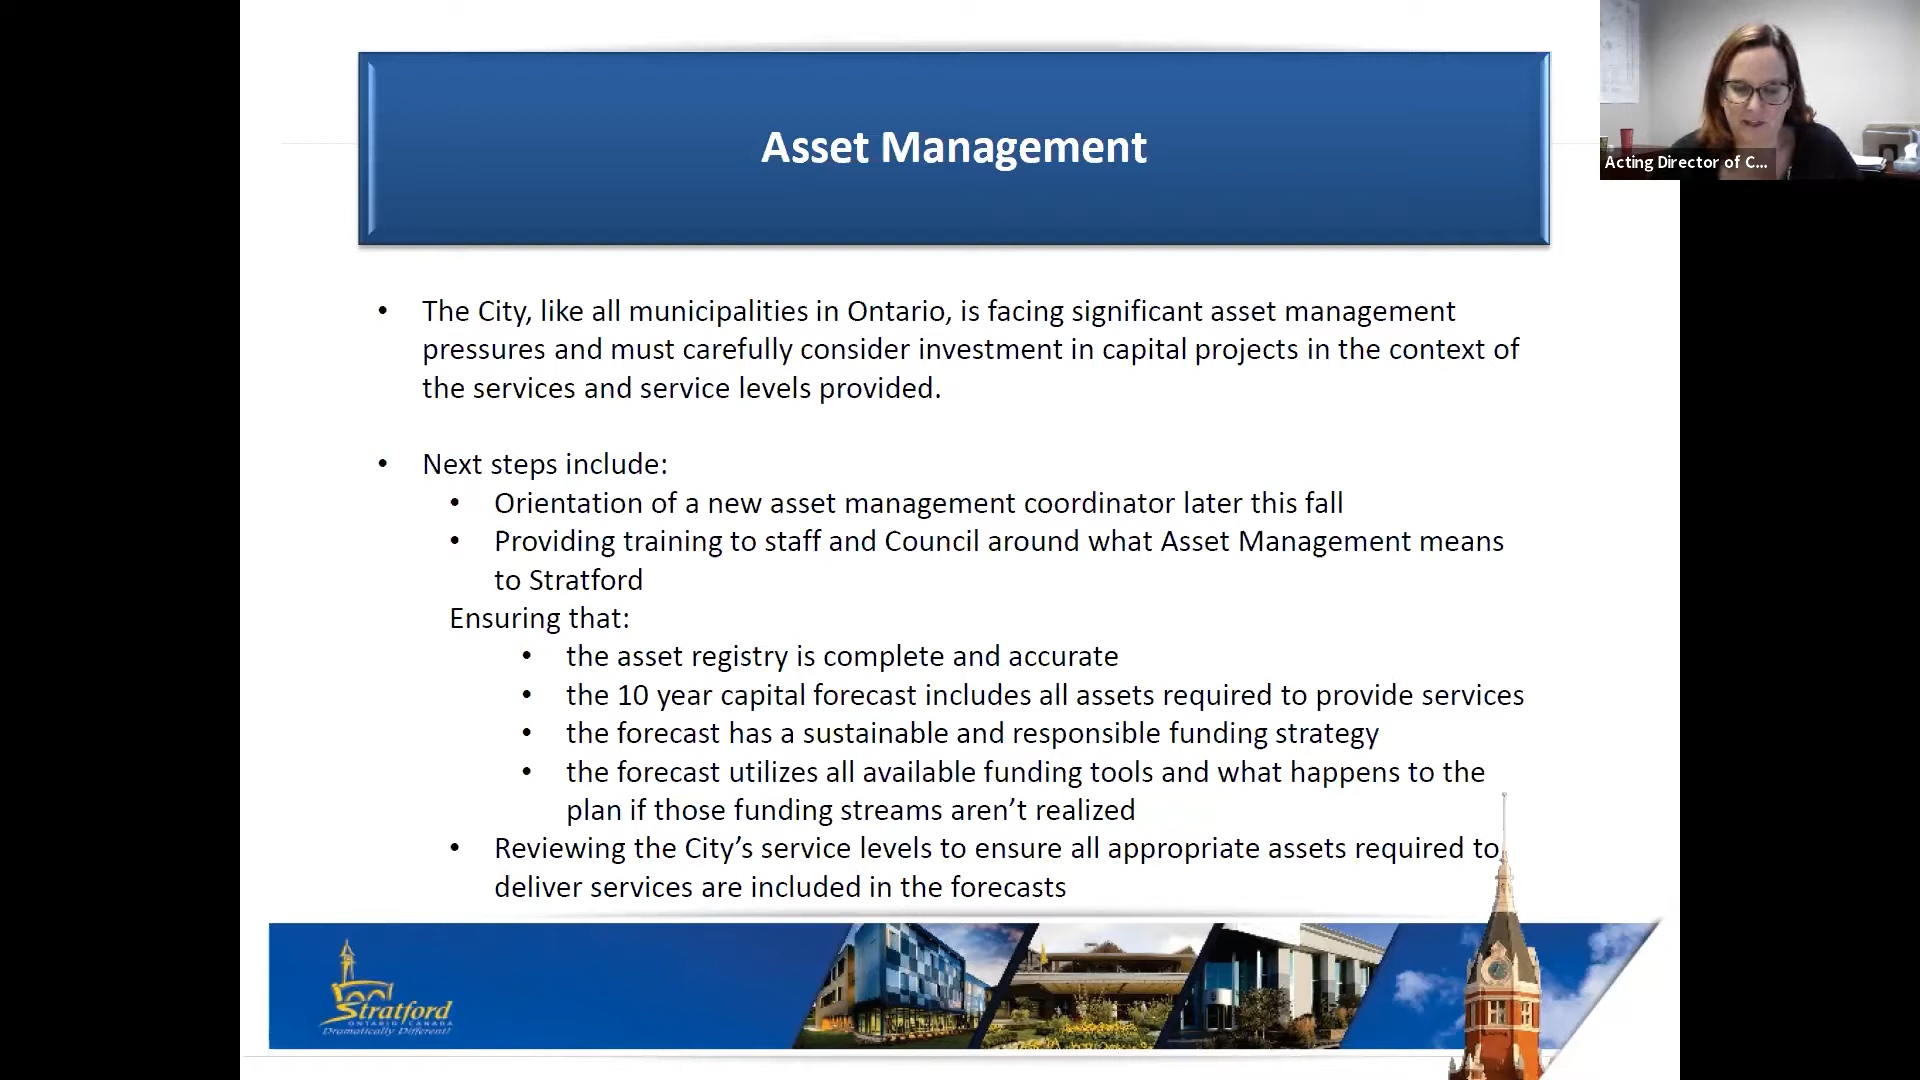 Asset Management
Acting Director of C...
• The City, like all municipalities in Ontario, is facing significant asset management
pressures and must carefully consider investment in capital projects in the context of
the services and service levels provided.
• Next steps include:
• Orientation of a new asset management coordinator later this fall
• Providing training to staff and Council around what Asset Management means
to Stratford
Ensuring that:
• the asset registry is complete and accurate
• the 10 year capital forecast includes all assets required to provide services
• the forecast has a sustainable and responsible funding strategy
• the forecast utilizes all available funding tools and what happens to the
plan if those funding streams aren’t realized
• Reviewing the City’s service levels to ensure all appropriate assets required to
deliver services are included in the forecasts
Stratford
ONTARIO CANADA
Dramatically Different!